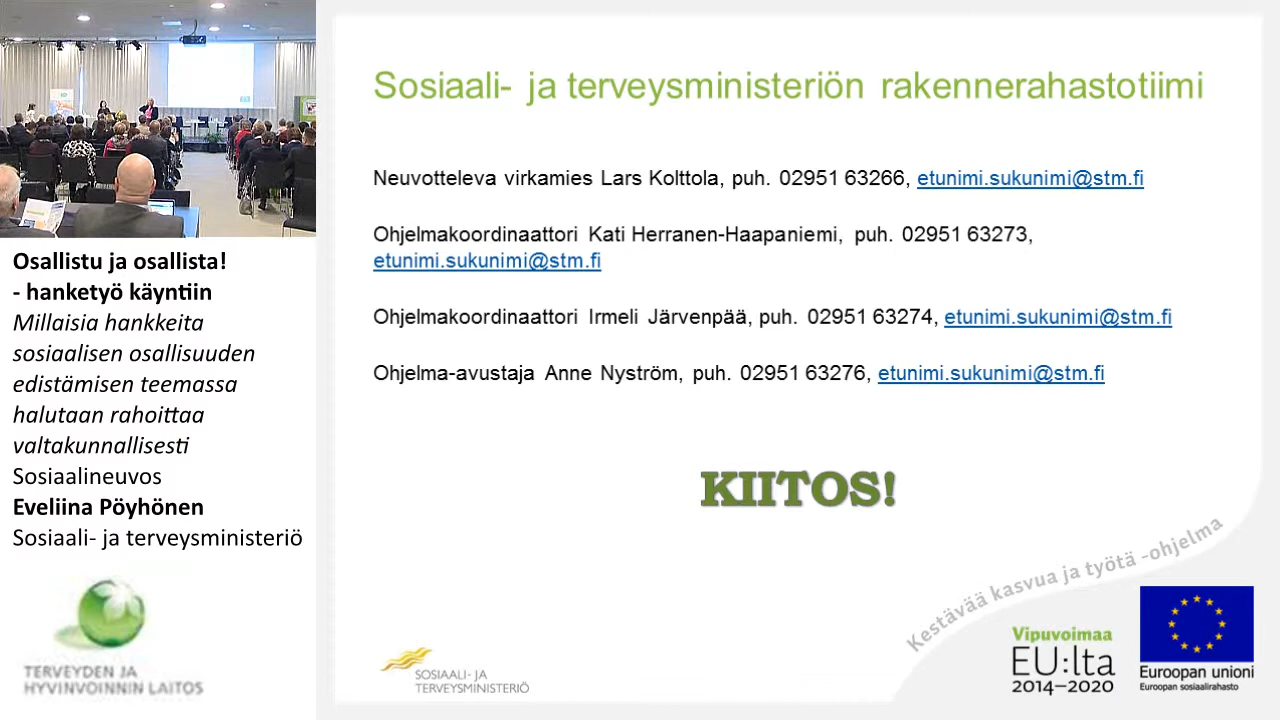 Osallistu ja osallista!
- hanketyö käyntiin
Millaisia hankkeita
sosiaalisen osallisuuden
edistämisen teemassa
halutaan rahoittaa
valtakunnallisesti
Sosiaalineuvos
Eveliina Pöyhönen
Sosiaali- ja terveysministeriö
TERVEYDEN JA
HYVINVOINNIN LAITOS
Sosiaali- ja terveysministeriön rakennerahastotiimi
Neuvotteleva virkamies Lars Kolttola, puh. 02951 63266, etunimi.sukunimi@stm.fi
Ohjelmakoordinaattori Kati Herranen-Haapaniemi, puh. 02951 63273,
etunimi.sukunimi@stm.fi
Ohjelmakoordinaattori Irmeli Järvenpää, puh. 02951 63274, etunimi.sukunimi@stm.fi
Ohjelma-avustaja Anne Nyström, puh. 02951 63276, etunimi.sukunimi@stm.fi
KIITOS!
Kestävää kasvua ja työtä -ohjelma
SOSIAALI- JA
TERVEYSMINISTERIÖ
Vipuvoimaa
EU:lta
2014–2020
Euroopan unioni
Euroopan sosiaalirahasto